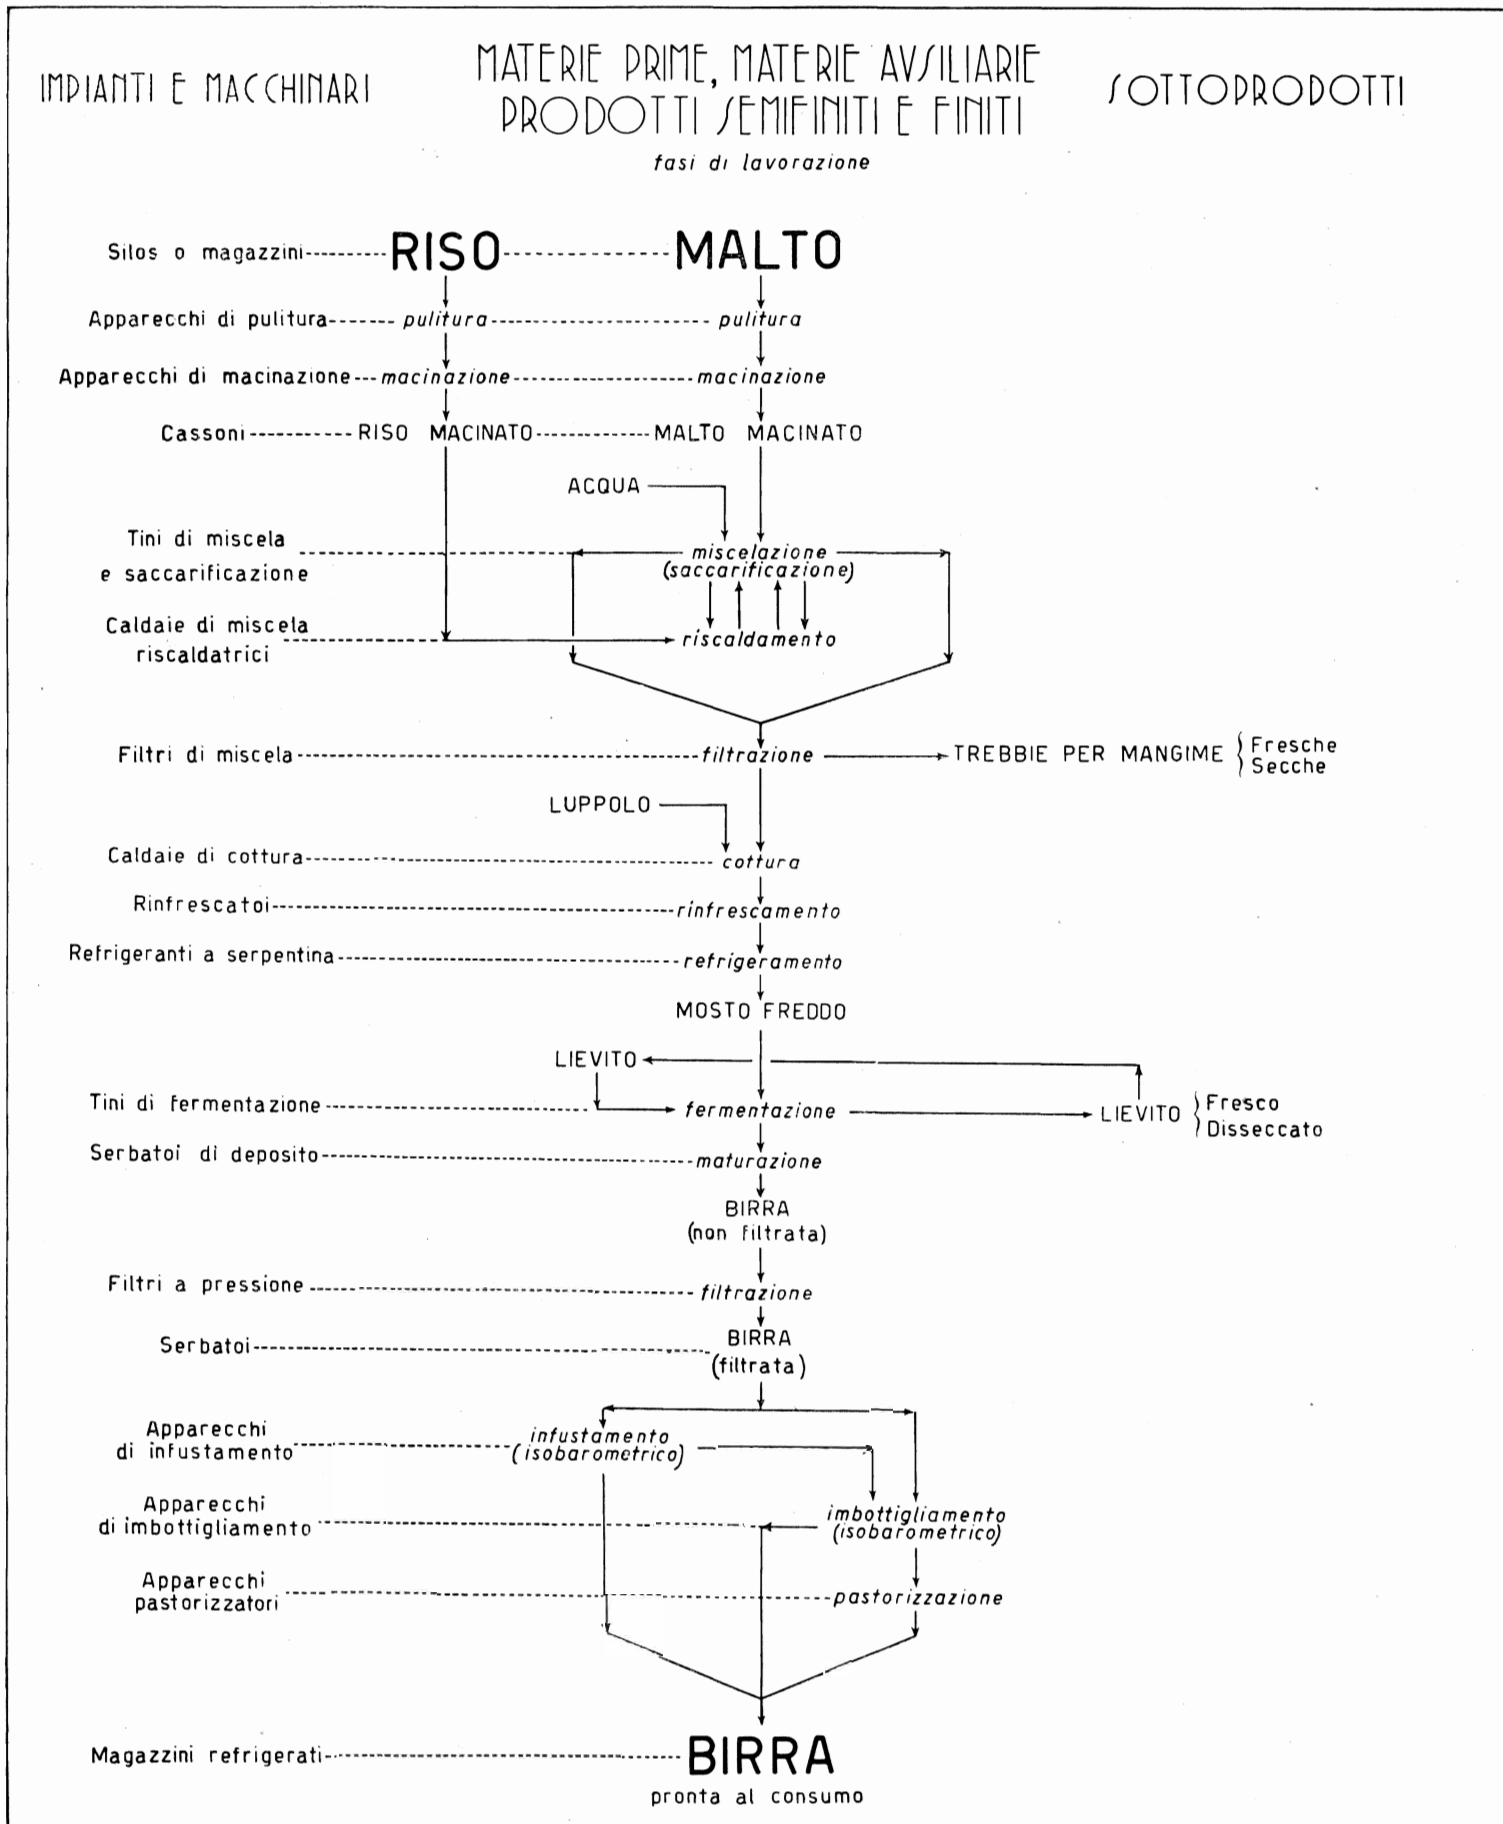 IMPIANTI E MACCHINARI
MATERIE PRIME, MATERIE AVSILIARIE
PRODOTTI SEMIFINITI E FINITI
SOTTOPRODOTTI
fasi di lavorazione
Silos o magazzini RISO MALTO
Apparecchi di pulitura pulitura pulitura
Apparecchi di macinazione macinazione macinazione
Cassoni RISO MACINATO MALTO MACINATO
ACQUA
Tini di miscela
e saccarificazione
miscelazione
(saccarificazione)
Caldaie di miscela
riscaldatrici
riscaldamento
Filtri di miscela filtrazione TREBBIE PER MANGIME
Fresche
Secche
LUPPOLO
Caldaie di cottura cottura
Rinfrescatoi rinfrescamento
Refrigeranti a serpentina refrigeramento
MOSTO FREDDO
LIEVITO
Tini di fermentazione fermentazione LIEVITO
Fresco
Disseccato
Serbatoi di deposito maturazione
BIRRA
(non filtrata)
Filtri a pressione filtrazione
Serbatoi BIRRA
(filtrata)
Apparecchi
di infustamento
infustamento
(isobarometrico)
Apparecchi
di imbottigliamento
imbottigliamento
(isobarometrico)
Apparecchi
pastorizzatori
pastorizzazione
Magazzini refrigerati BIRRA
pronta al consumo